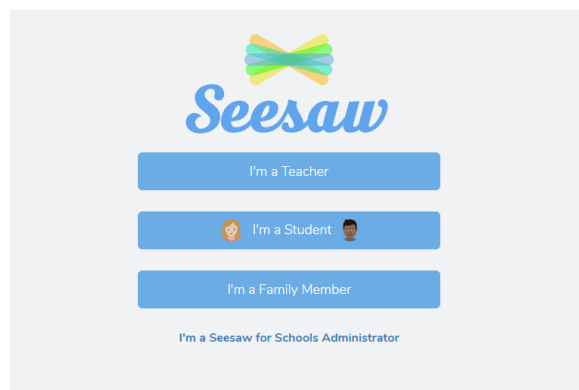 Seesaw
I'm a Teacher
I'm a Student
I'm a Family Member
I'm a Seesaw for Schools Administrator